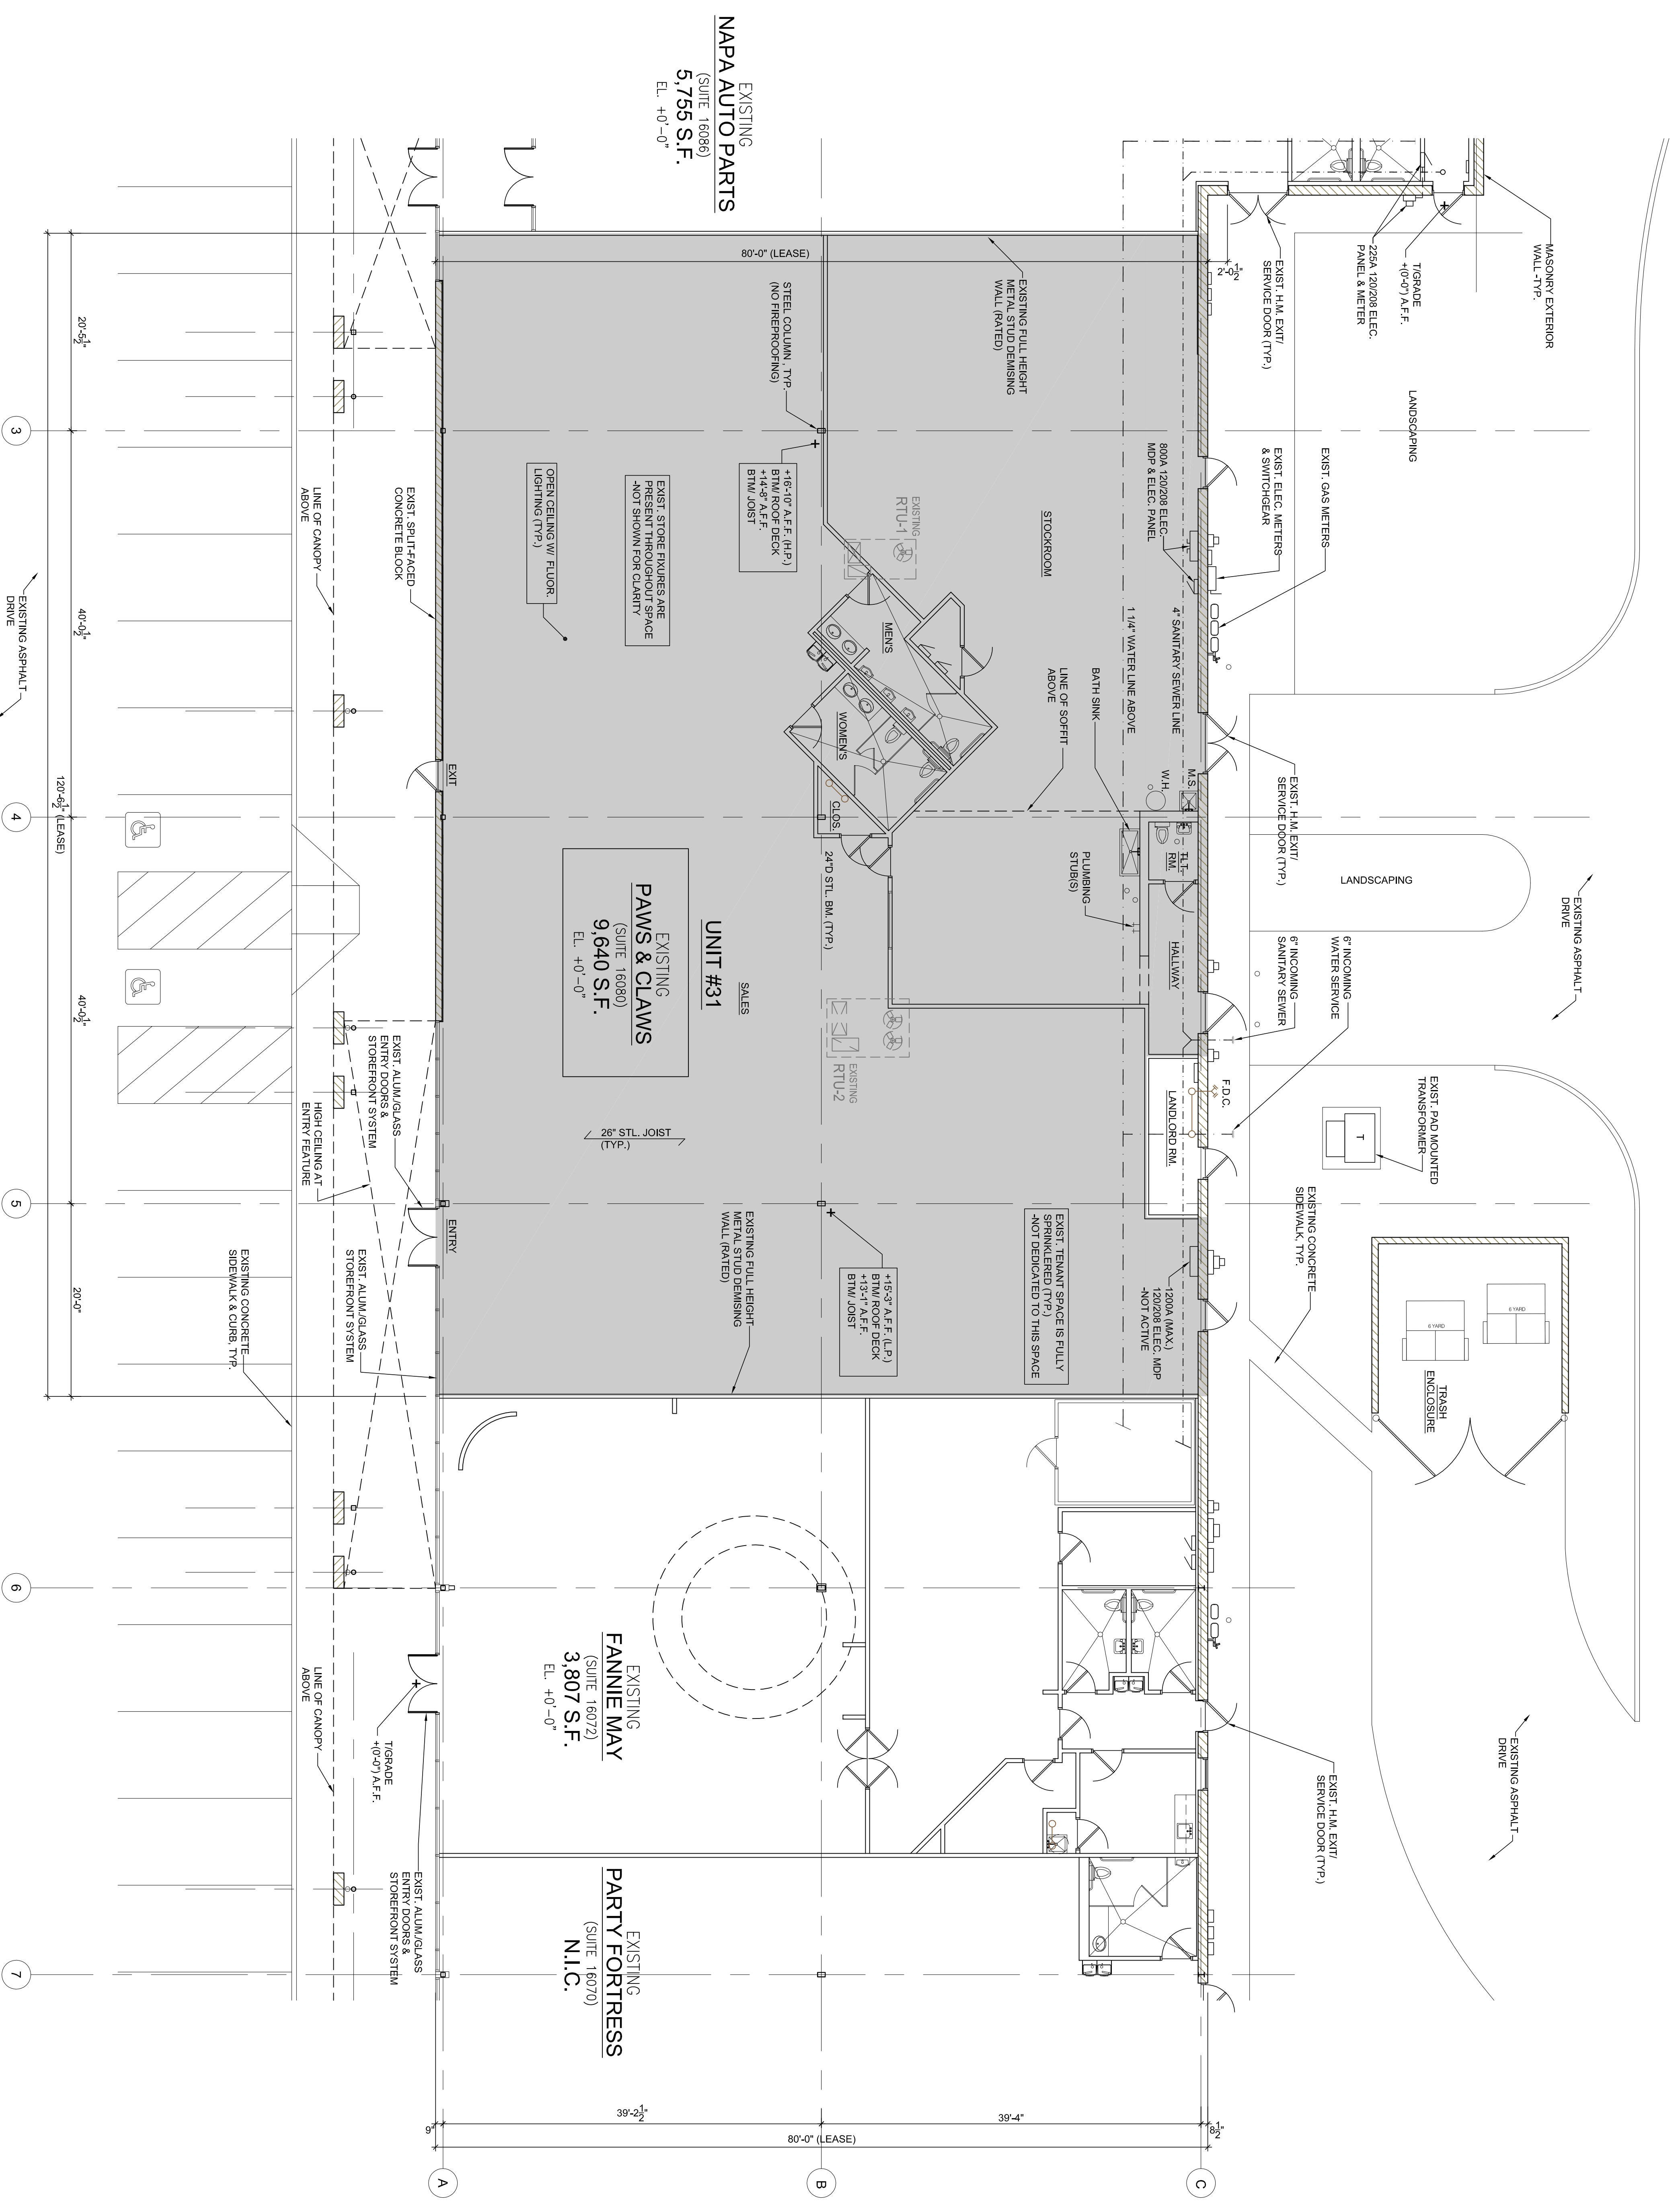 EXISTING
NAPA AUTO PARTS
(SUITE 16086)
5,755 S.F.
EL. +0'-0"
MASONRY EXTERIOR
WALL -TYP.
T/GRADE
+(0'-0") A.F.F.
225A 120/208 ELEC.
PANEL & METER
EXIST. H.M. EXIT/
SERVICE DOOR (TYP.)
2'-0 1/2"
80'-0" (LEASE)
EXISTING FULL HEIGHT
METAL STUD DEMISING
WALL (RATED)
STEEL COLUMN , TYP.
(NO FIREPROOFING)
LANDSCAPING
EXIST. GAS METERS
EXIST. ELEC. METERS
& SWITCHGEAR
800A 120/208 ELEC.
MDP & ELEC. PANEL
STOCKROOM
EXISTING
RTU-1
+16'-10" A.F.F. (H.P.)
BTM/ ROOF DECK
+14'-8" A.F.F.
BTM/ JOIST
EXIST. STORE FIXURES ARE
PRESENT THROUGHOUT SPACE
-NOT SHOWN FOR CLARITY
OPEN CEILING W/ FLUOR.
LIGHTING (TYP.)
EXIST. SPLIT-FACED
CONCRETE BLOCK
LINE OF CANOPY
ABOVE
EXISTING ASPHALT
DRIVE
4" SANITARY SEWER LINE
1 1/4" WATER LINE ABOVE
BATH SINK
LINE OF SOFFIT
ABOVE
MEN'S
WOMEN'S
CLOS.
EXIST. H.M. EXIT/
SERVICE DOOR (TYP.)
M.S.
W.H.
TLT.
RM.
PLUMBING
STUB(S)
24"D STL. BM. (TYP.)
EXIT
LANDSCAPING
EXISTING ASPHALT
DRIVE
6" INCOMING
WATER SERVICE
6" INCOMING
SANITARY SEWER
HALLWAY
SALES
UNIT #31
EXISTING
PAWS & CLAWS
(SUITE 16080)
9,640 S.F.
EL. +0'-0"
EXISTING
RTU-2
26" STL. JOIST
(TYP.)
F.D.C.
LANDLORD RM.
EXIST. PAD MOUNTED
TRANSFORMER
T
EXISTING CONCRETE
SIDEWALK, TYP.
EXIST. ALUM./GLASS
ENTRY DOORS &
STOREFRONT SYSTEM
HIGH CEILING AT
ENTRY FEATURE
ENTRY
1200A (MAX.)
120/208 ELEC. MDP
-NOT ACTIVE
EXIST. TENANT SPACE IS FULLY
SPRINKLERED (TYP.)
-NOT DEDICATED TO THIS SPACE
+15'-3" A.F.F. (L.P.)
BTM/ ROOF DECK
+13'-1" A.F.F.
BTM/ JOIST
EXISTING FULL HEIGHT
METAL STUD DEMISING
WALL (RATED)
EXIST. ALUM./GLASS
STOREFRONT SYSTEM
EXISTING CONCRETE
SIDEWALK & CURB, TYP.
6 YARD
6 YARD
TRASH
ENCLOSURE
EXISTING ASPHALT
DRIVE
EXIST. H.M. EXIT/
SERVICE DOOR (TYP.)
EXISTING
FANNIE MAY
(SUITE 16072)
3,807 S.F.
EL. +0'-0"
T/GRADE
+(0'-0") A.F.F.
LINE OF CANOPY
ABOVE
EXIST. ALUM./GLASS
ENTRY DOORS &
STOREFRONT SYSTEM
EXISTING
PARTY FORTRESS
(SUITE 16070)
N.I.C.
20'-5 1/2"
40'-0 1/2"
40'-0 1/2"
20'-0"
120'-6 1/2" (LEASE)
3
4
5
6
7
9"
39'-2 1/2"
39'-4"
8 1/2"
80'-0" (LEASE)
A
B
C